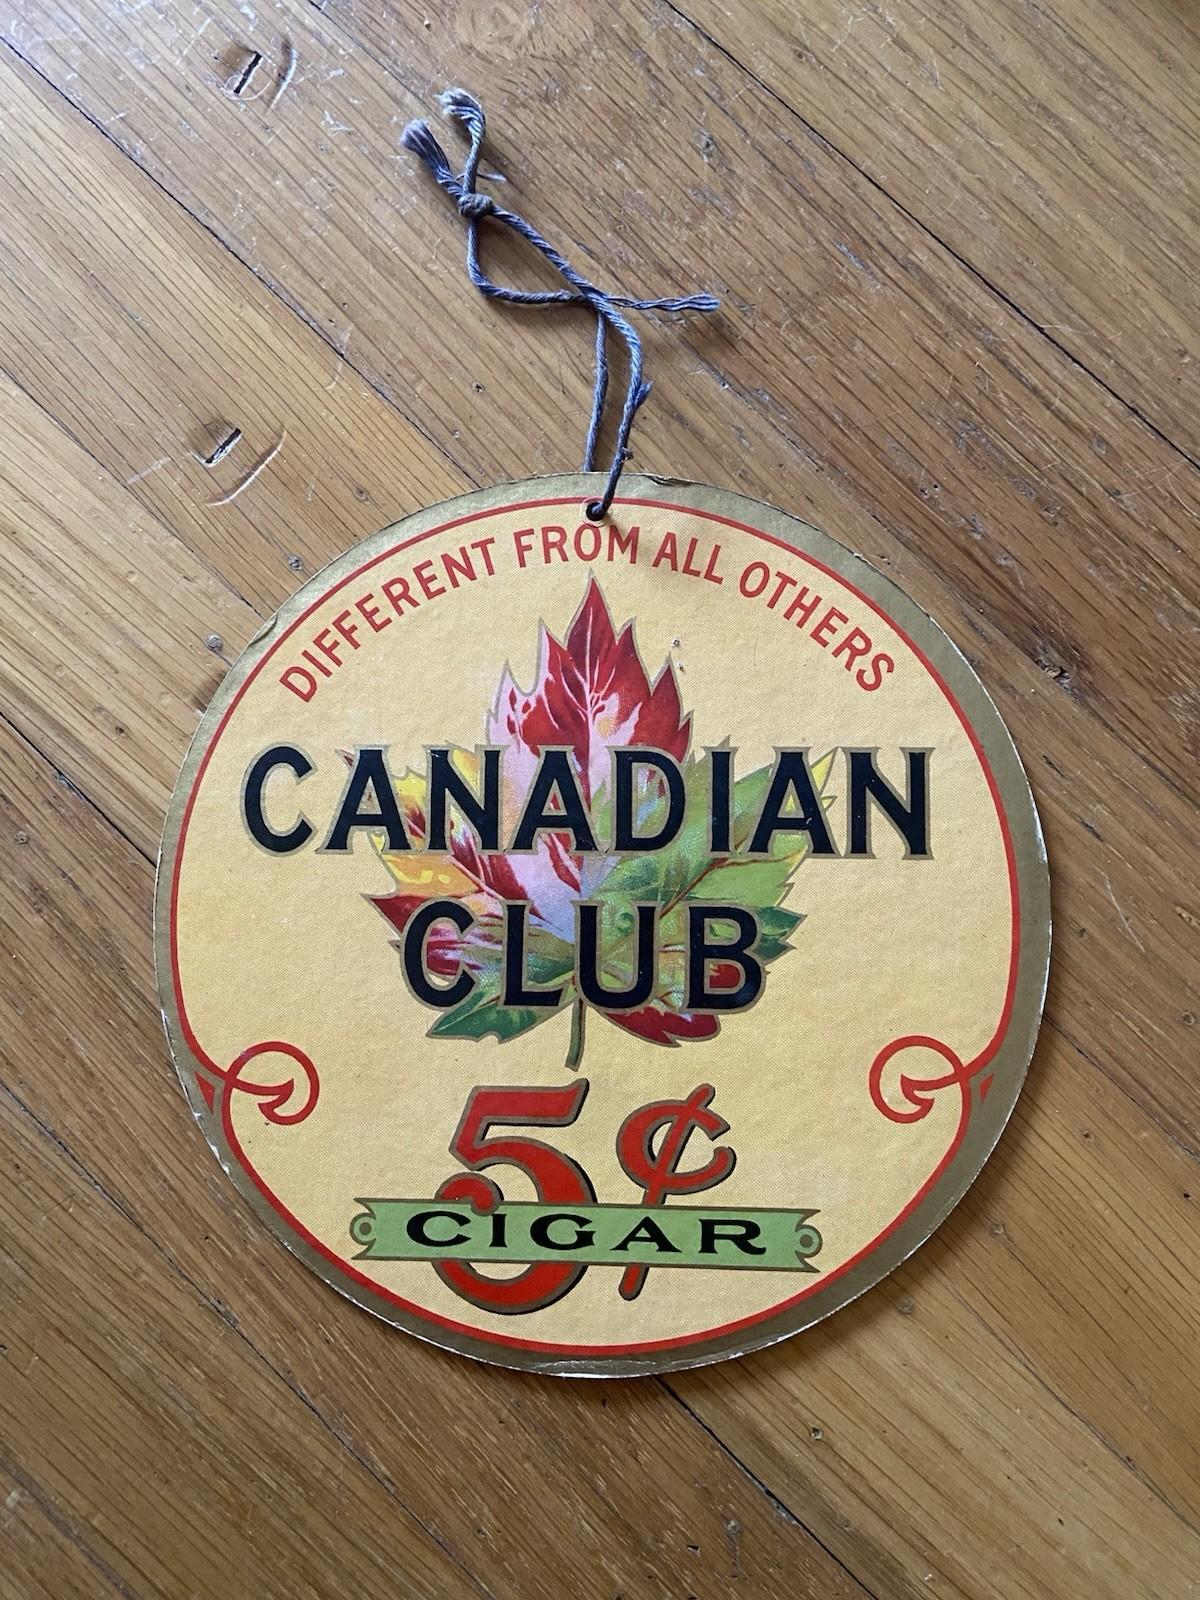 DIFFERENT FROM ALL OTHERS
CANADIAN
CLUB
5¢
CIGAR